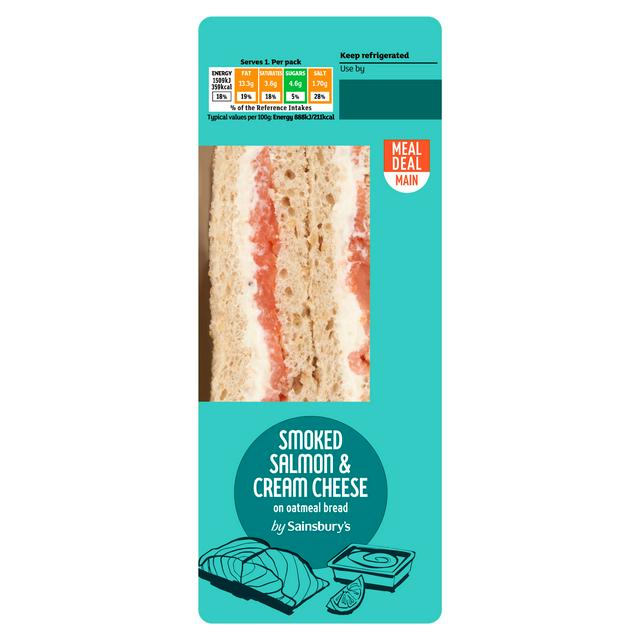 Serves 1. Per pack
ENERGY
1509kJ
359kcal
18%
FAT
13.3g
19%
SATURATES
3.6g
18%
SUGARS
4.6g
5%
SALT
1.70g
28%
% of the Reference Intakes
Typical values per 100g: Energy 888kJ/211kcal
Keep refrigerated
Use by
MEAL
DEAL
MAIN
SMOKED
SALMON &
CREAM CHEESE
on oatmeal bread
by Sainsbury's